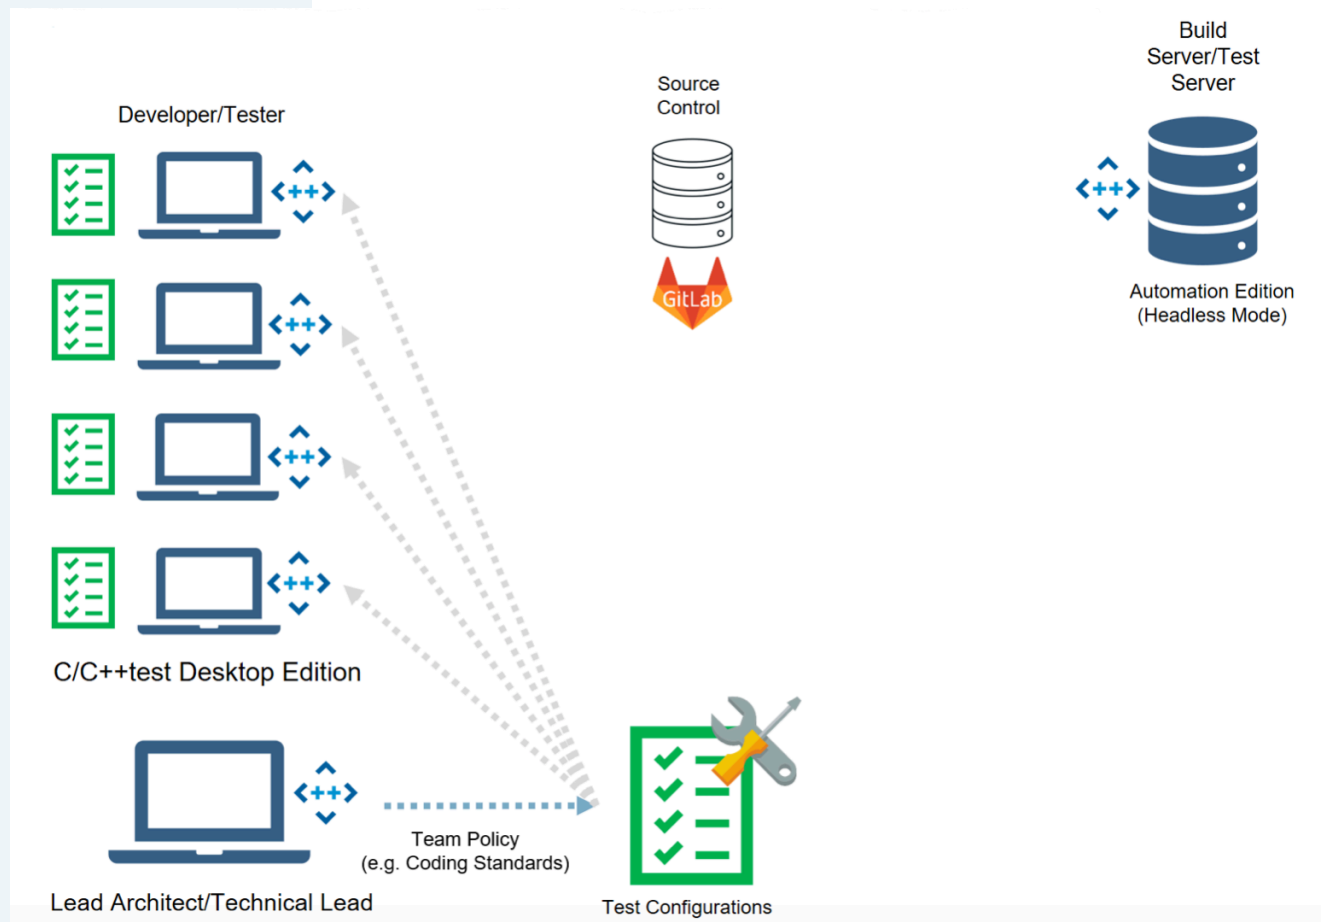 Build
Server/Test
Server
Source
Control
Developer/Tester
++
++
GitLab
Automation Edition
(Headless Mode)
++
++
++
C/C++test Desktop Edition
++
Team Policy
(e.g. Coding Standards)
Lead Architect/Technical Lead
Test Configurations